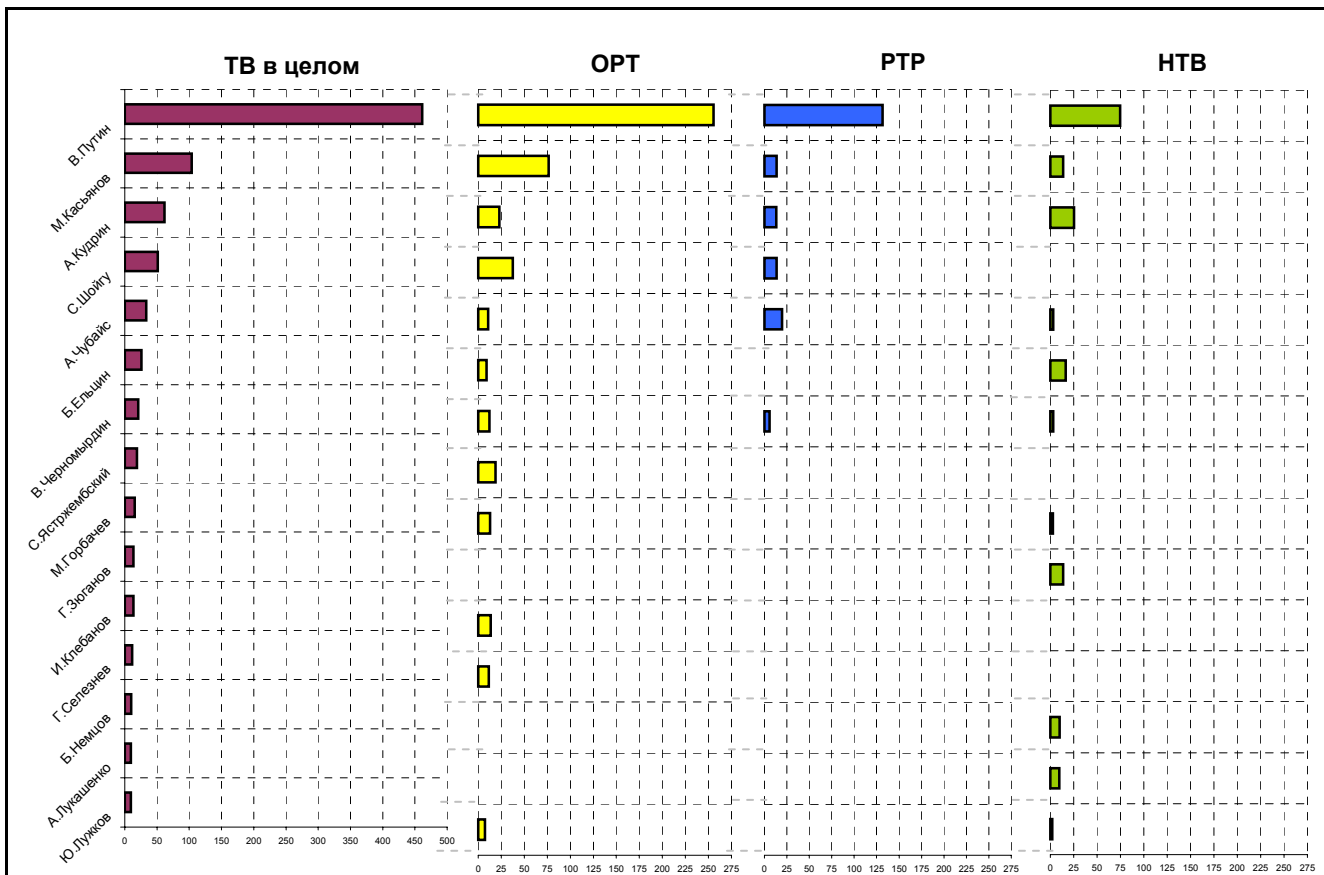 ТВ в целом
ОРТ
РТР
НТВ
В.Путин
М.Касьянов
А.Кудрин
С.Шойгу
А.Чубайс
Б.Ельцин
В.Черномырдин
С.Ястржембский
М.Горбачев
Г.Зюганов
И.Клебанов
Г.Селезнев
Б.Немцов
А.Лукашенко
Ю.Лужков
0 50 100 150 200 250 300 350 400 450 500
0 25 50 75 100 125 150 175 200 225 250 275
0 25 50 75 100 125 150 175 200 225 250 275
0 25 50 75 100 125 150 175 200 225 250 275